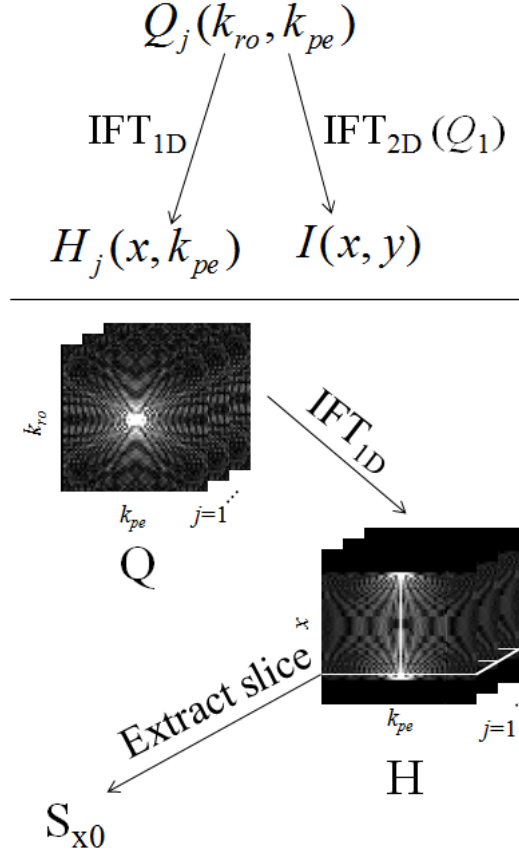 Q_j(k_ro, k_pe)
IFT_1D IFT_2D(Q_1)
H_j(x, k_pe) I(x, y)
k_ro
IFT_1D
k_pe j=1 ...
Q
x
Extract slice
k_pe j=1 ...
H
S_x0